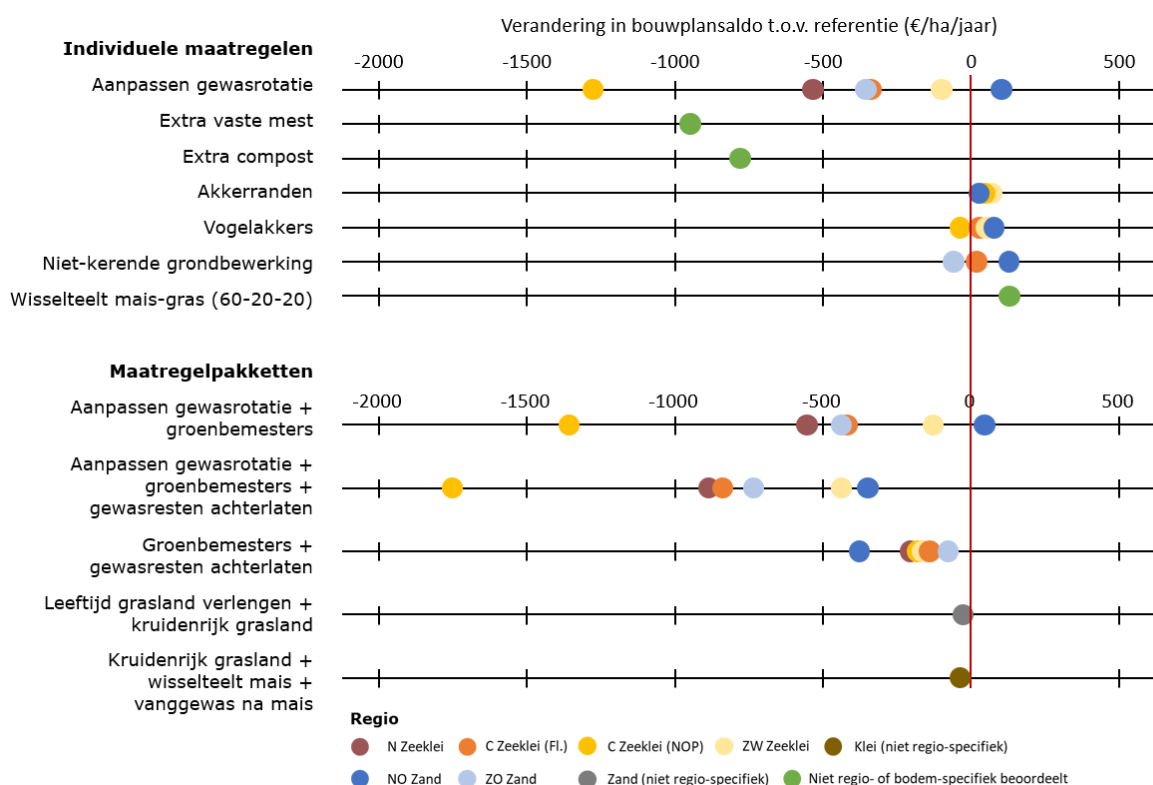 Verandering in bouwplansaldo t.o.v. referentie (€/ha/jaar)
Individuele maatregelen
-2000 -1500 -1000 -500 0 500
Aanpassen gewasrotatie
Extra vaste mest
Extra compost
Akkerranden
Vogelakkers
Niet-kerende grondbewerking
Wisselteelt mais-gras (60-20-20)
Maatregelpakketten
-2000 -1500 -1000 -500 0 500
Aanpassen gewasrotatie +
groenbemesters
Aanpassen gewasrotatie +
groenbemesters +
gewasresten achterlaten
Groenbemesters +
gewasresten achterlaten
Leeftijd grasland verlengen +
kruidenrijk grasland
Kruidenrijk grasland +
wisselteelt mais +
vanggewas na mais
Regio
N Zeeklei C Zeeklei (Fl.) C Zeeklei (NOP) ZW Zeeklei Klei (niet regio-specifiek)
NO Zand ZO Zand Zand (niet regio-specifiek) Niet regio- of bodem-specifiek beoordeelt